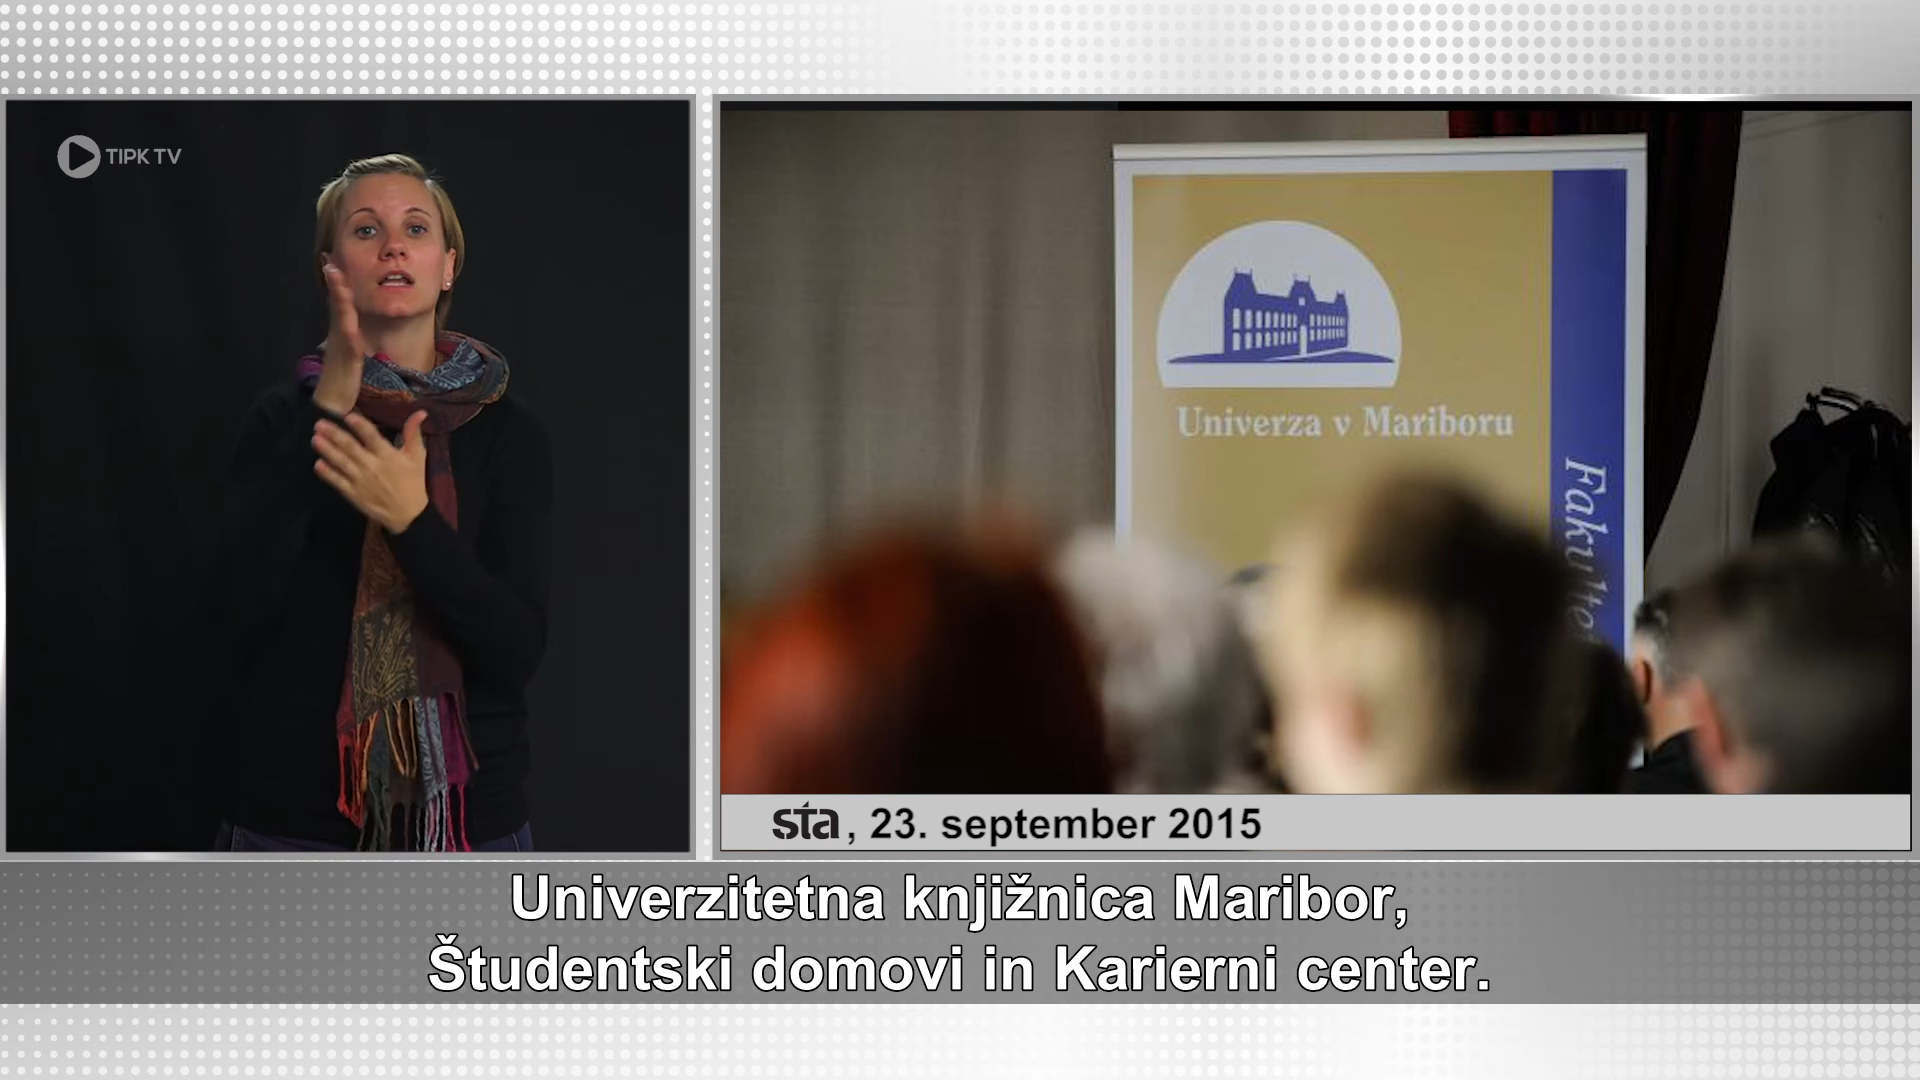 TIPK TV
Univerza v Mariboru
sta, 23. september 2015
Univerzitetna knjižnica Maribor,
Študentski domovi in Karierni center.